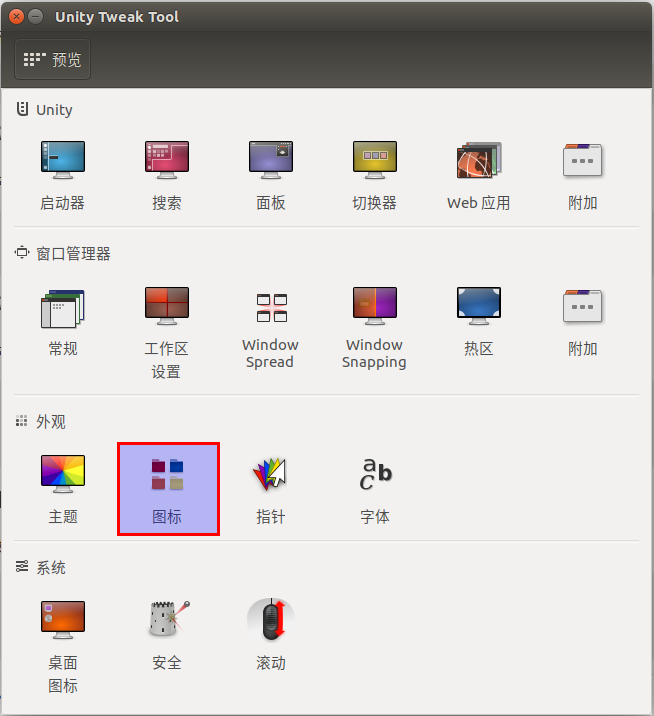 Unity Tweak Tool
预览
Unity
启动器
搜索
面板
切换器
Web 应用
附加
窗口管理器
常规
工作区
设置
Window
Spread
Window
Snapping
热区
附加
外观
主题
图标
指针
字体
系统
桌面
图标
安全
滚动